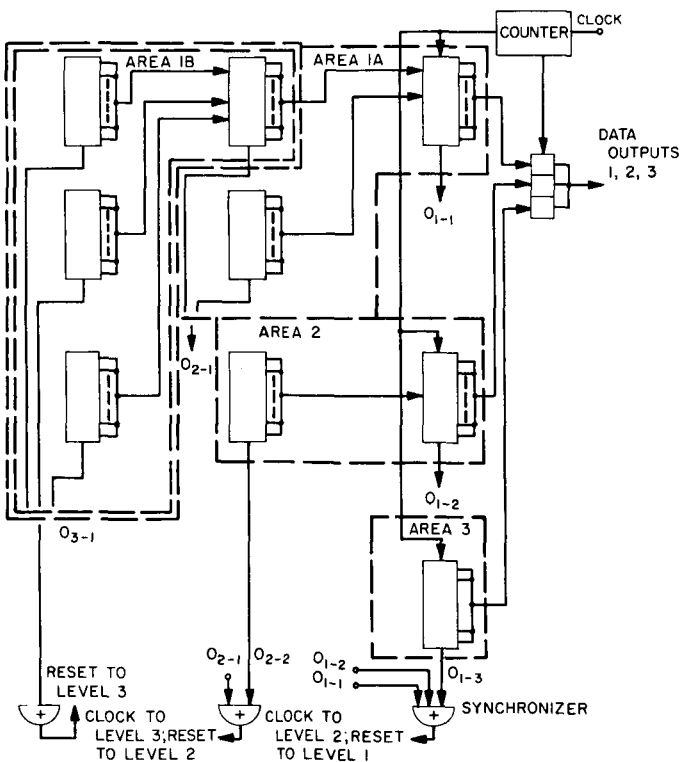 CLOCK
COUNTER
AREA 1B
AREA 1A
DATA
OUTPUTS
1, 2, 3
O1-1
AREA 2
O2-1
O1-2
AREA 3
O3-1
O2-1
O2-2
O1-2
O1-1
O1-3
RESET TO
LEVEL 3
+
CLOCK TO
LEVEL 3;RESET
TO LEVEL 2
+
CLOCK TO
LEVEL 2;RESET
TO LEVEL 1
+
SYNCHRONIZER